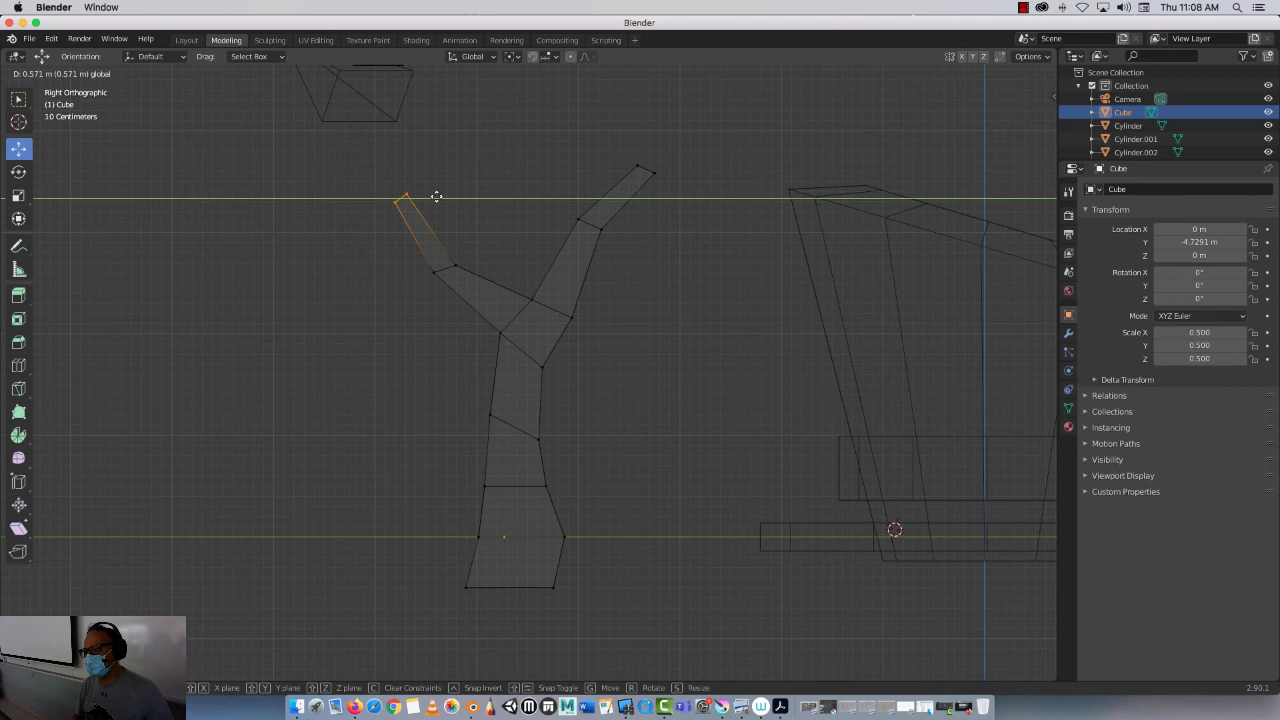 Blender Window
Thu 11:08 AM
Blender
File Edit Render Window Help
Layout Modeling Sculpting UV Editing Texture Paint Shading Animation Rendering Compositing Scripting +
Scene
View Layer
Orientation: Default Drag: Select Box
Global
X Y Z Options
D: 0.571 m (0.571 m) global
Right Orthographic
(1) Cube
10 Centimeters
Scene Collection
Collection
Camera
Cube
Cylinder
Cylinder.001
Cylinder.002
Cube
Cube
Transform
Location X 0 m
Y -4.7291 m
Z 0 m
Rotation X 0°
Y 0°
Z 0°
Mode XYZ Euler
Scale X 0.500
Y 0.500
Z 0.500
Delta Transform
Relations
Collections
Instancing
Motion Paths
Visibility
Viewport Display
Custom Properties
X X plane Y Y plane Z Z plane C Clear Constraints Snap Invert Snap Toggle G Move R Rotate S Resize
2.90.1